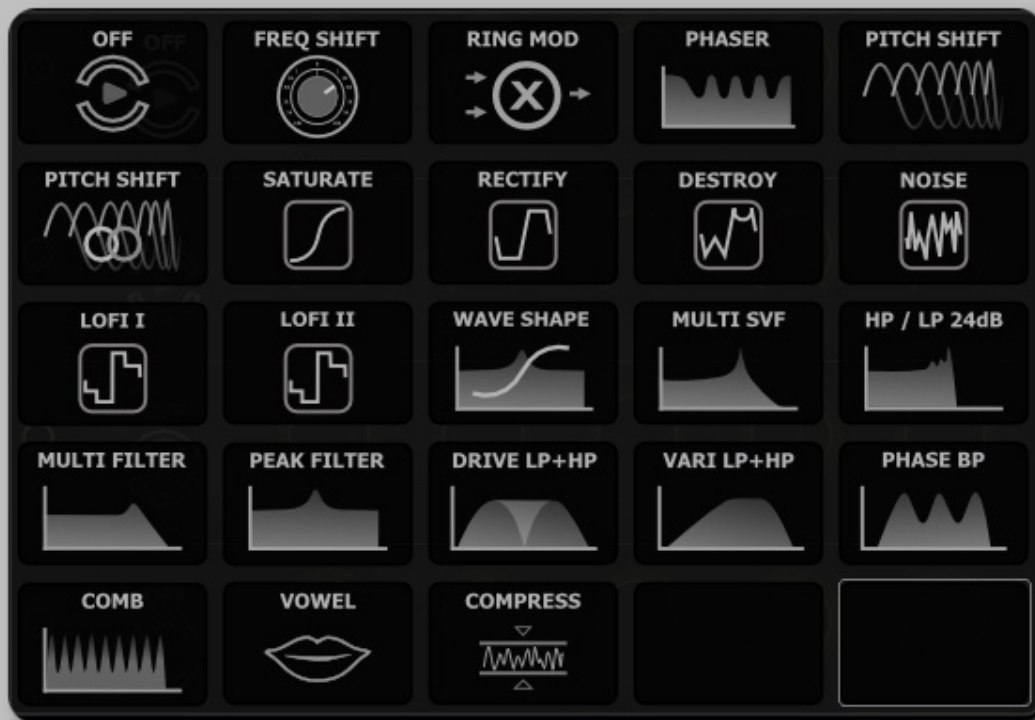 OFF
FREQ SHIFT
RING MOD
PHASER
PITCH SHIFT
PITCH SHIFT
SATURATE
RECTIFY
DESTROY
NOISE
LOFI I
LOFI II
WAVE SHAPE
MULTI SVF
HP / LP 24dB
MULTI FILTER
PEAK FILTER
DRIVE LP+HP
VARI LP+HP
PHASE BP
COMB
VOWEL
COMPRESS